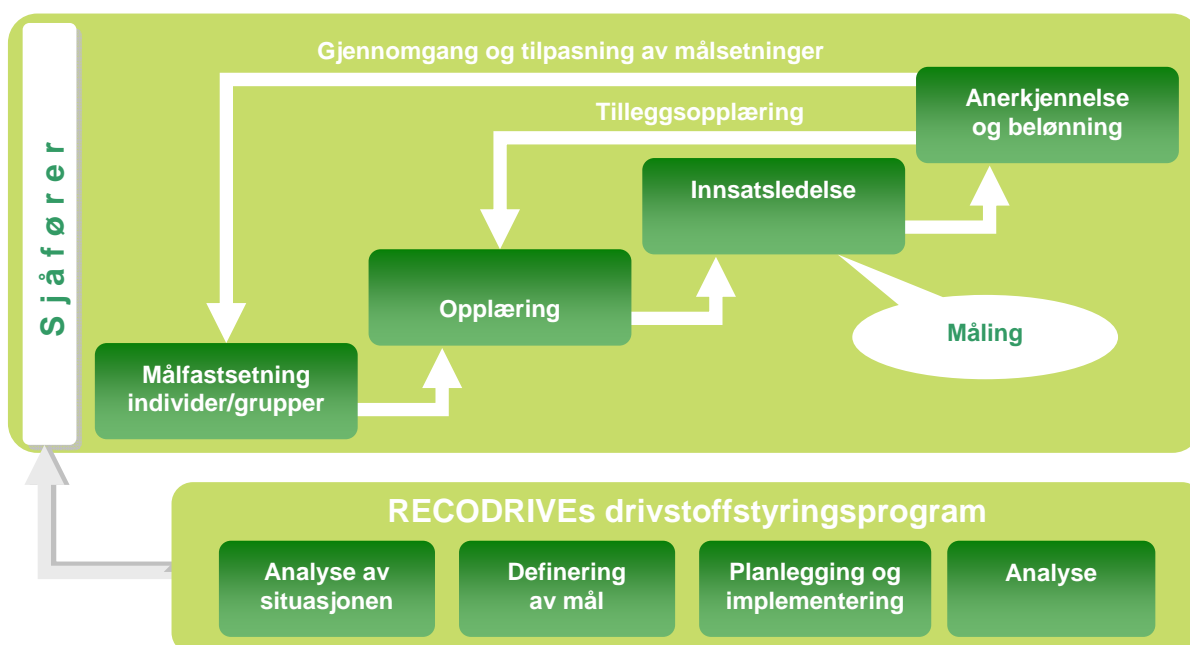 Gjennomgang og tilpasning av målsetninger
Anerkjennelse
og belønning
Tilleggsopplæring
Innsatsledelse
Sjåfører
Opplæring
Måling
Målfastsetning
individer/grupper
RECODRIVEs drivstoffstyringsprogram
Analyse av
situasjonen
Definering
av mål
Planlegging og
implementering
Analyse